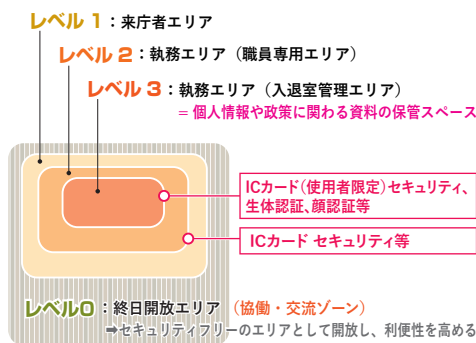 レベル1：来庁者エリア
レベル2：執務エリア（職員専用エリア）
レベル3：執務エリア（入退室管理エリア）
＝個人情報や政策に関わる資料の保管スペース
ICカード（使用者限定）セキュリティ、
生体認証、顔認証等
ICカード セキュリティ等
レベル0：終日開放エリア（協働・交流ゾーン）
➡セキュリティフリーのエリアとして開放し、利便性を高める